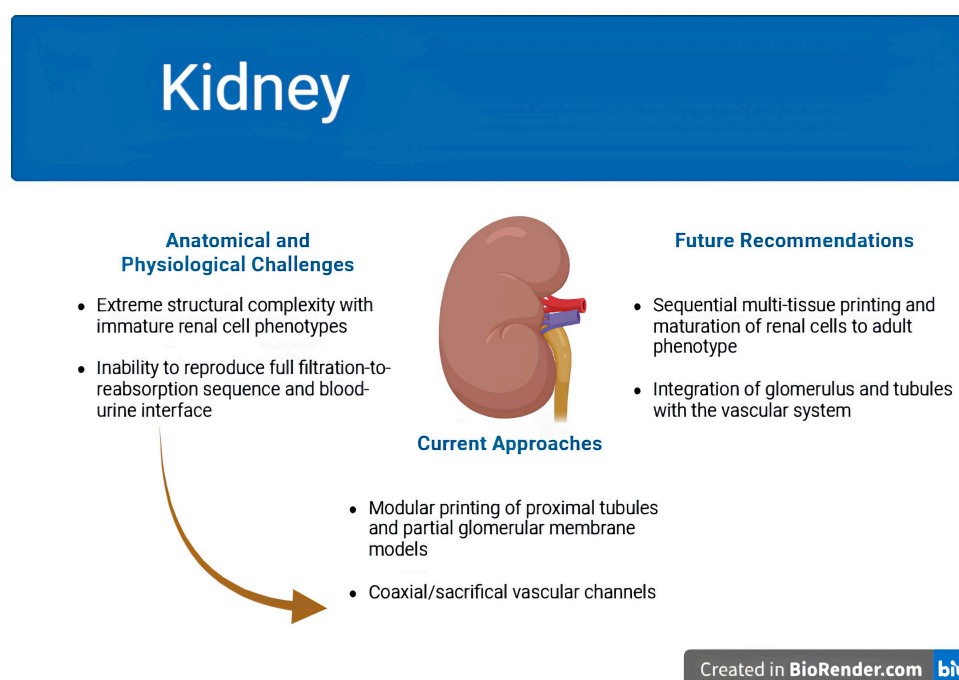 Kidney
Anatomical and
Physiological Challenges
• Extreme structural complexity with
immature renal cell phenotypes
• Inability to reproduce full filtration-to-
reabsorption sequence and blood-
urine interface
Current Approaches
• Modular printing of proximal tubules
and partial glomerular membrane
models
• Coaxial/sacrifical vascular channels
Future Recommendations
• Sequential multi-tissue printing and
maturation of renal cells to adult
phenotype
• Integration of glomerulus and tubules
with the vascular system
Created in BioRender.com